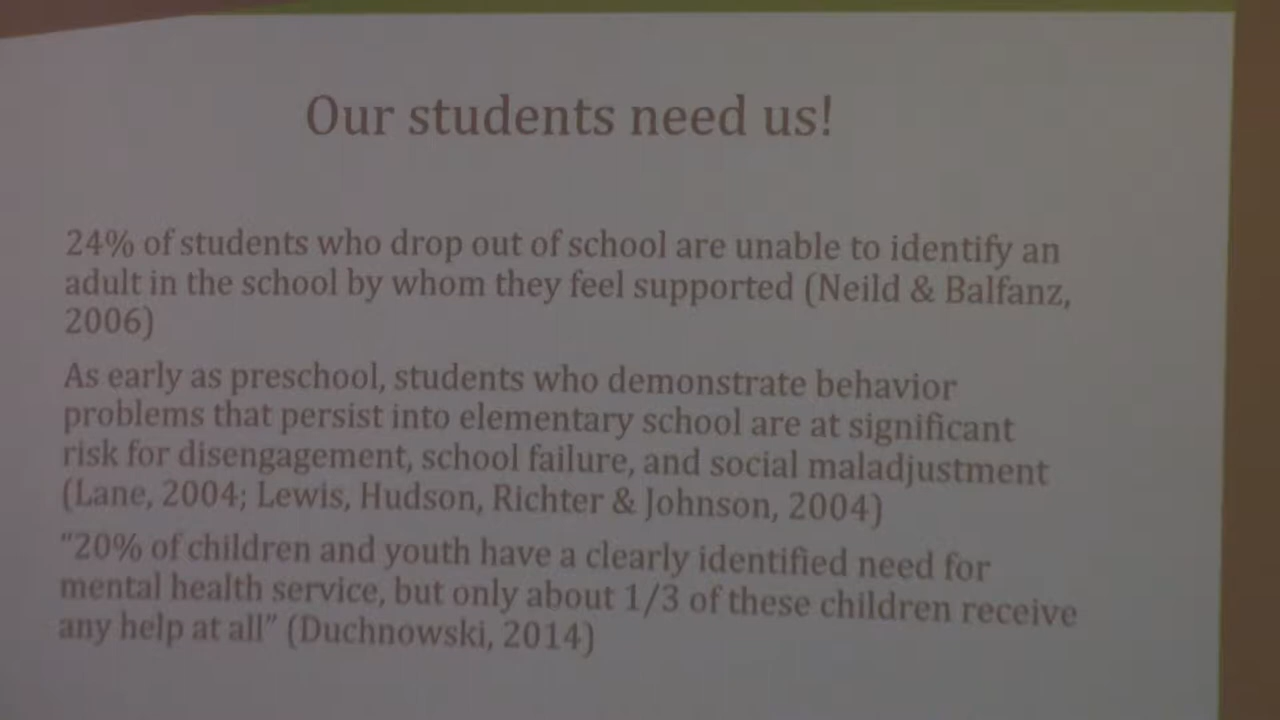 Our students need us!
24% of students who drop out of school are unable to identify an
adult in the school by whom they feel supported (Neild & Balfanz,
2006)
As early as preschool, students who demonstrate behavior
problems that persist into elementary school are at significant
risk for disengagement, school failure, and social maladjustment
(Lane, 2004; Lewis, Hudson, Richter & Johnson, 2004)
“20% of children and youth have a clearly identified need for
mental health service, but only about 1/3 of these children receive
any help at all” (Duchnowski, 2014)